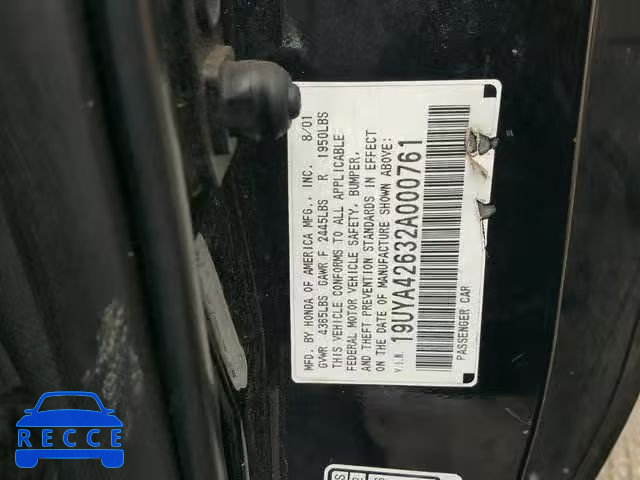 MFD. BY HONDA OF AMERICA MFG., INC. 8/01
GVWR 4365LBS GAWR F 2445LBS R 1950LBS
THIS VEHICLE CONFORMS TO ALL APPLICABLE
FEDERAL MOTOR VEHICLE SAFETY, BUMPER,
AND THEFT PREVENTION STANDARDS IN EFFECT
ON THE DATE OF MANUFACTURE SHOWN ABOVE:
V.I.N. 19UYA42632A000761
PASSENGER CAR
RECCE